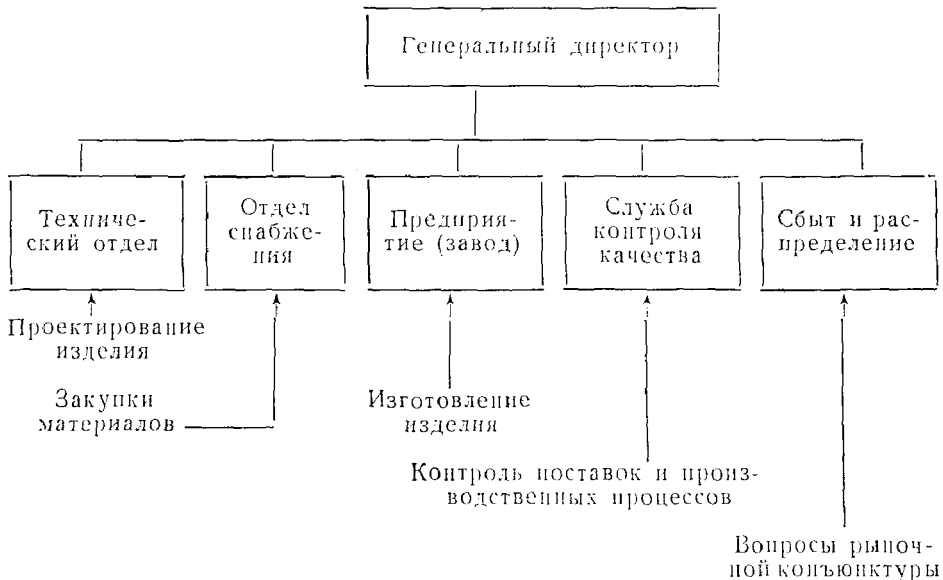 Генеральный директор
Техничес-
ский отдел
Отдел
снабже-
ния
Предприя-
тие (завод)
Служба
контроля
качества
Сбыт и рас-
пределение
Проектирование
изделия
Закупки
материалов
Изготовление
изделия
Контроль поставок и произ-
водственных процессов
Вопросы рыноч-
ной конъюнктуры